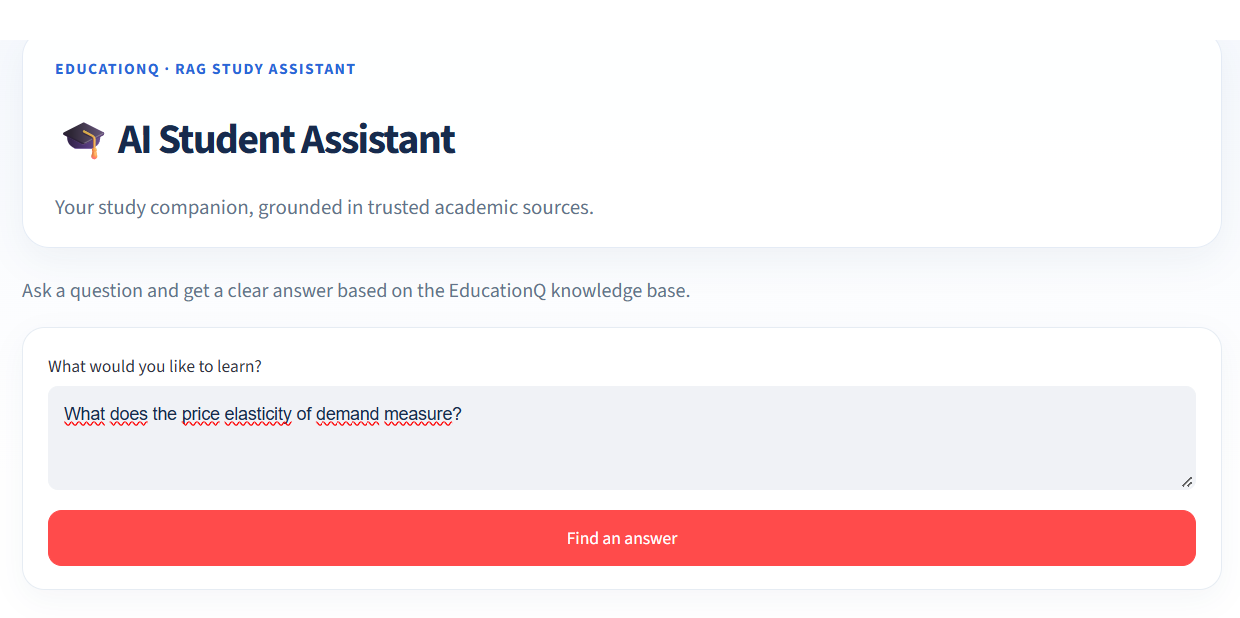 EDUCATIONQ · RAG STUDY ASSISTANT
AI Student Assistant
Your study companion, grounded in trusted academic sources.
Ask a question and get a clear answer based on the EducationQ knowledge base.
What would you like to learn?
What does the price elasticity of demand measure?
Find an answer